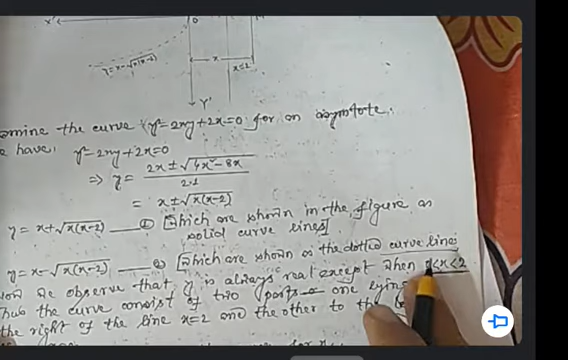 X'
0
y=x-√x(x-2)
x
x≤2
Y'
amine the curve y²-2xy+2x=0 for an asymptote.
e have: y²-2xy+2x=0
⇒ y = 2x±√4x²-8x / 2.1
= x±√x(x-2)
y=x+√x(x-2) — ① [Which are shown in the figure as solid curve lines]
y=x-√x(x-2) — ② [Which are shown as the dotted curve lines
we observe that y is always real except when 0<x<2
hus the curve consist of two parts one lying
the right of the line x=2 and the other to the